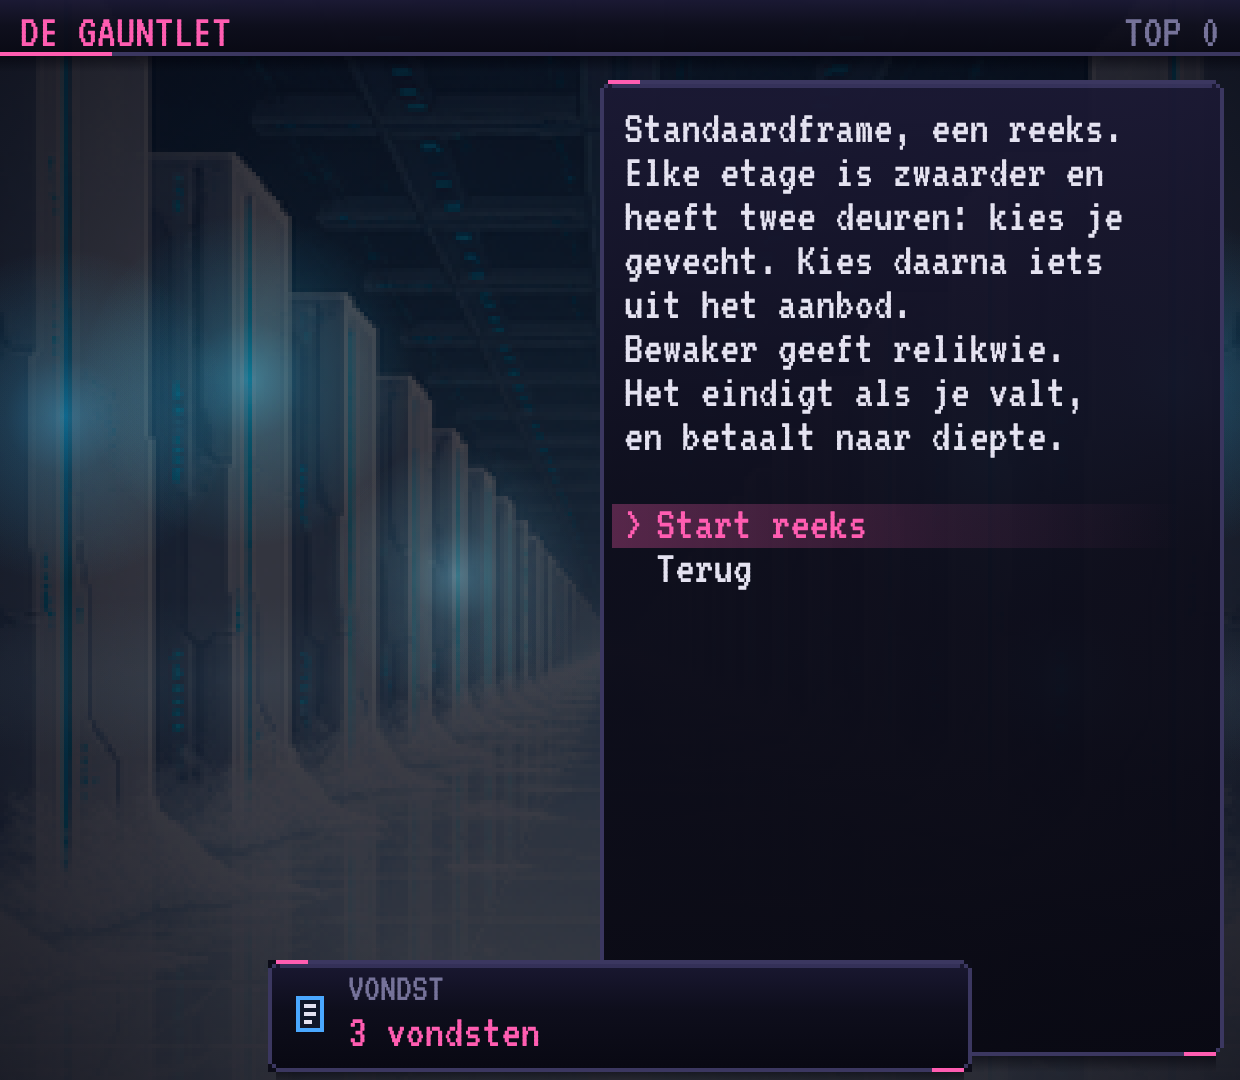 DE GAUNTLET
TOP 0
Standaardframe, een reeks.
Elke etage is zwaarder en
heeft twee deuren: kies je
gevecht. Kies daarna iets
uit het aanbod.
Bewaker geeft relikwie.
Het eindigt als je valt,
en betaalt naar diepte.
> Start reeks
Terug
VONDST
3 vondsten